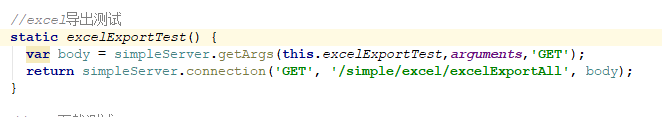 //excel导出测试
static excelExportTest() {
var body = simpleServer.getArgs(this.excelExportTest,arguments,'GET');
return simpleServer.connection('GET', '/simple/excel/excelExportAll', body);
}